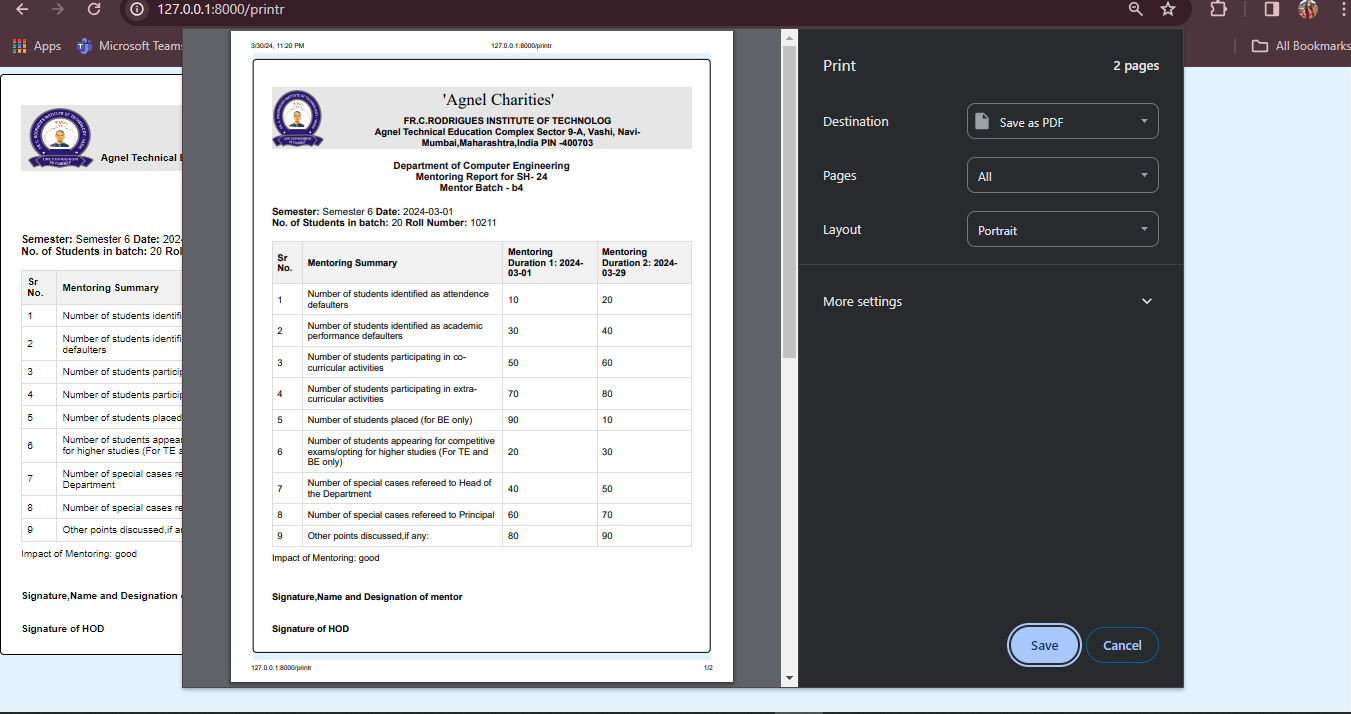 127.0.0.1:8000/printr
Apps
Microsoft Teams
All Bookmarks
Agnel Technical E
Semester: Semester 6 Date: 202
No. of Students in batch: 20 Rol
Sr No. Mentoring Summary
1 Number of students identifi
2 Number of students identifi
defaulters
3 Number of students particip
4 Number of students particip
5 Number of students placed
6 Number of students appear
for higher studies (For TE a
7 Number of special cases re
Department
8 Number of special cases re
9 Other points discussed,if an
Impact of Mentoring: good
Signature,Name and Designation
Signature of HOD
3/30/24, 11:20 PM 127.0.0.1:8000/printr
'Agnel Charities'
FR.C.RODRIGUES INSTITUTE OF TECHNOLOG
Agnel Technical Education Complex Sector 9-A, Vashi, Navi-
Mumbai,Maharashtra,India PIN -400703
Department of Computer Engineering
Mentoring Report for SH- 24
Mentor Batch - b4
Semester: Semester 6 Date: 2024-03-01
No. of Students in batch: 20 Roll Number: 10211
Sr No. Mentoring Summary Mentoring Duration 1: 2024-03-01 Mentoring Duration 2: 2024-03-29
1 Number of students identified as attendence defaulters 10 20
2 Number of students identified as academic performance defaulters 30 40
3 Number of students participating in co-curricular activities 50 60
4 Number of students participating in extra-curricular activities 70 80
5 Number of students placed (for BE only) 90 10
6 Number of students appearing for competitive exams/opting for higher studies (For TE and BE only) 20 30
7 Number of special cases refereed to Head of the Department 40 50
8 Number of special cases refereed to Principal 60 70
9 Other points discussed,if any: 80 90
Impact of Mentoring: good
Signature,Name and Designation of mentor
Signature of HOD
127.0.0.1:8000/printr 1/2
Print 2 pages
Destination Save as PDF
Pages All
Layout Portrait
More settings
Save Cancel